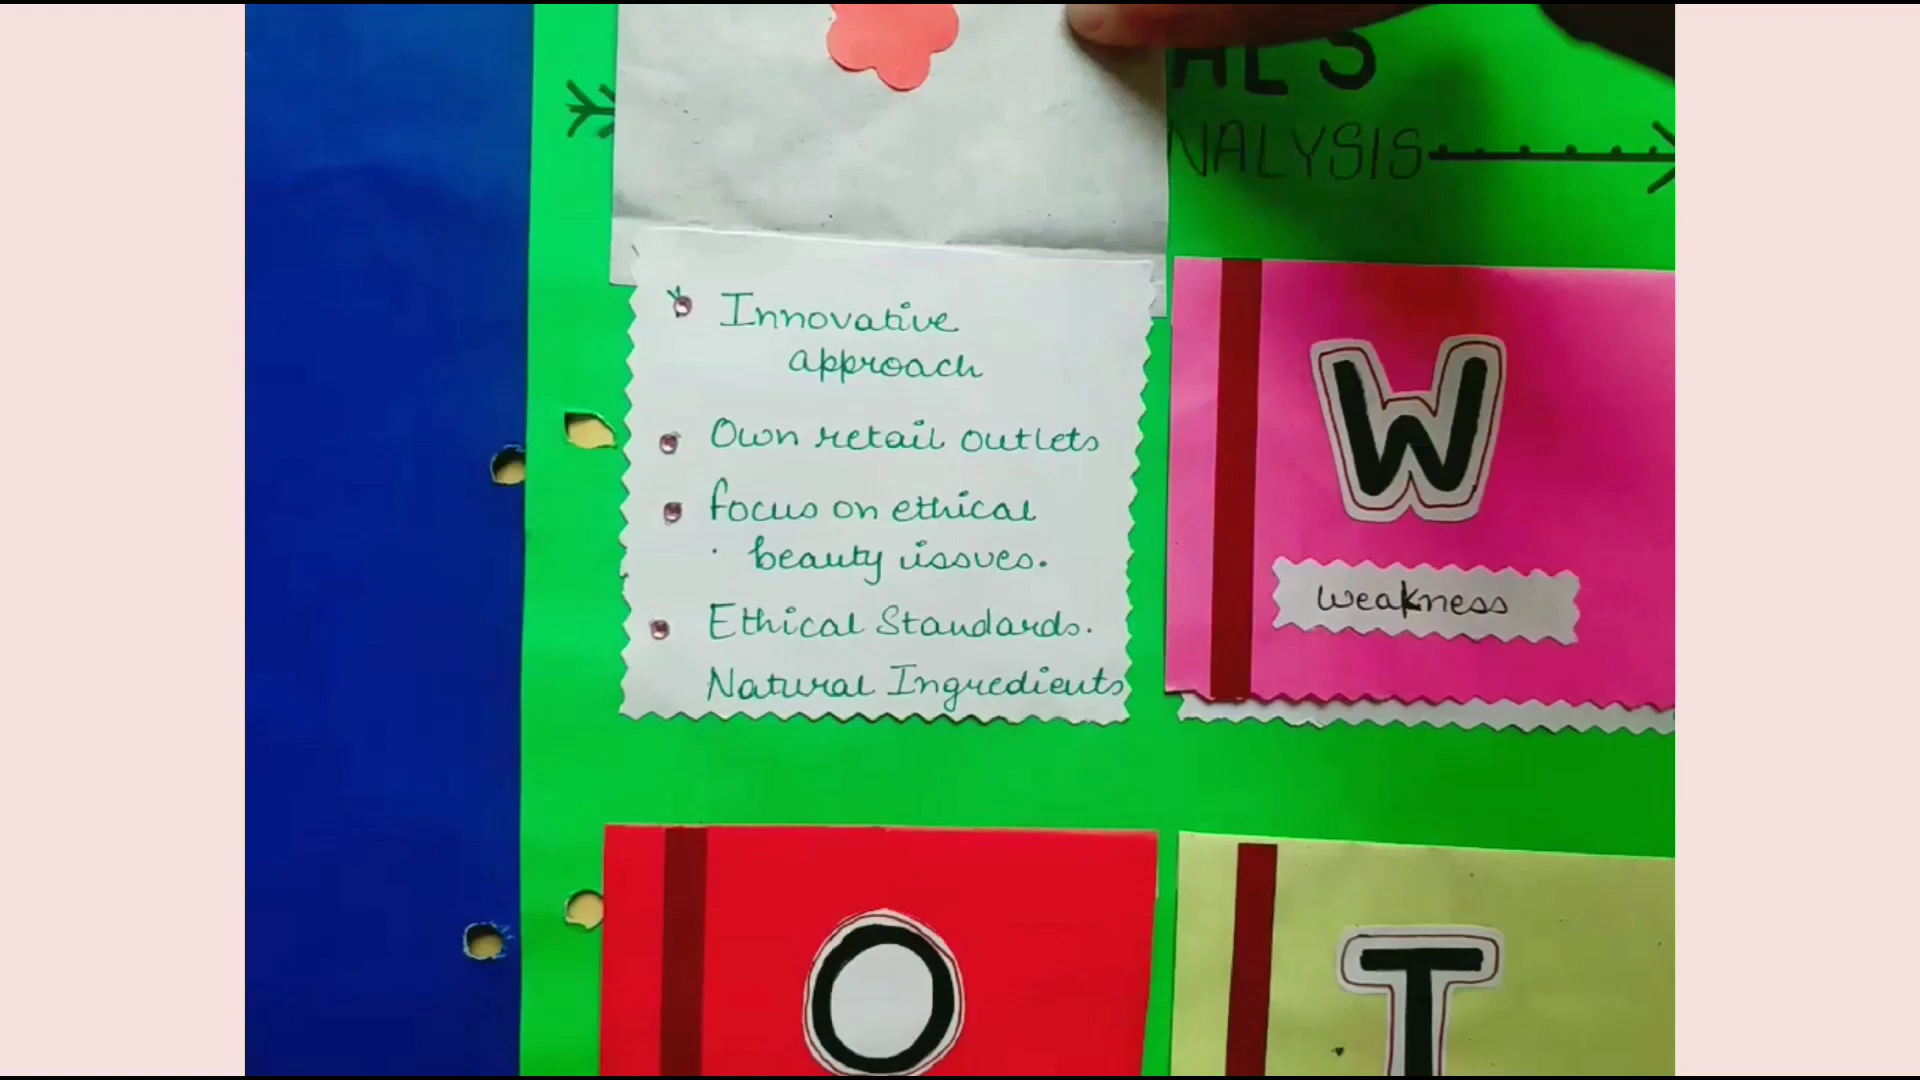 NALYSIS
Innovative
approach
Own retail outlets
focus on ethical
beauty issues.
Ethical Standards.
Natural Ingredients
W
weakness
O
T